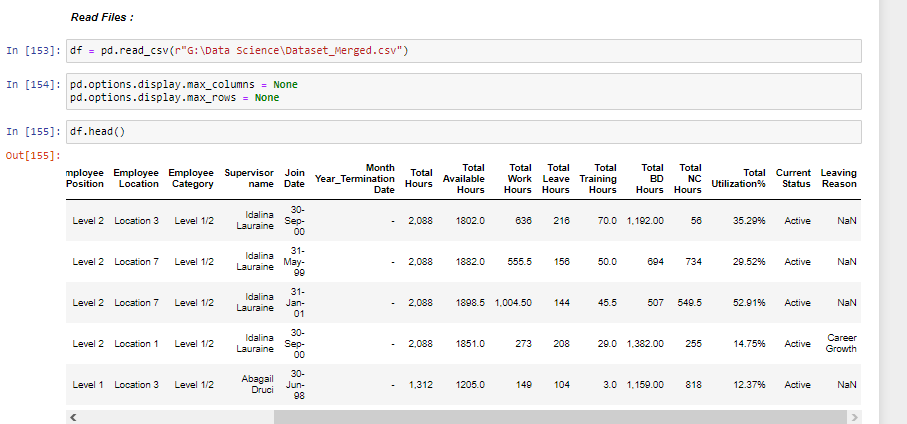 Read Files :
In [153]: df = pd.read_csv(r"G:\Data Science\Dataset_Merged.csv")
In [154]: pd.options.display.max_columns = None
pd.options.display.max_rows = None
In [155]: df.head()
Out[155]:
mployee Position Employee Location Employee Category Supervisor name Join Date Month Year_Termination Date Total Hours Total Available Hours Total Work Hours Total Leave Hours Total Training Hours Total BD Hours Total NC Hours Total Utilization% Current Status Leaving Reason
Level 2 Location 3 Level 1/2 Idalina Lauraine 30-Sep-00 - 2,088 1802.0 636 216 70.0 1,192.00 56 35.29% Active NaN
Level 2 Location 7 Level 1/2 Idalina Lauraine 31-May-99 - 2,088 1882.0 555.5 156 50.0 694 734 29.52% Active NaN
Level 2 Location 7 Level 1/2 Idalina Lauraine 31-Jan-01 - 2,088 1898.5 1,004.50 144 45.5 507 549.5 52.91% Active NaN
Level 2 Location 1 Level 1/2 Idalina Lauraine 30-Sep-00 - 2,088 1851.0 273 208 29.0 1,382.00 255 14.75% Active Career Growth
Level 1 Location 3 Level 1/2 Abagail Druci 30-Jun-98 - 1,312 1205.0 149 104 3.0 1,159.00 818 12.37% Active NaN